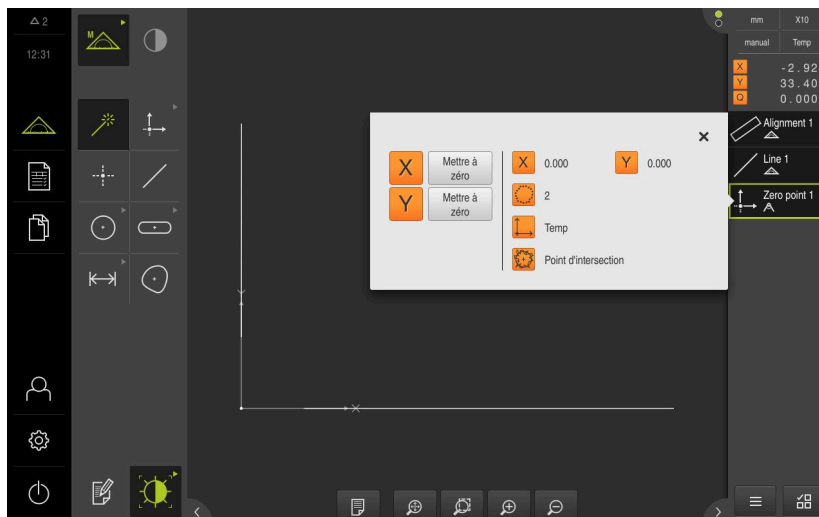 2
12:31
M
mm
X10
manual
Temp
X -2.92
Y 33.40
Q 0.000
Alignment 1
Line 1
Zero point 1
X Mettre à zéro
Y Mettre à zéro
X 0.000 Y 0.000
2
Temp
Point d'intersection
Y
X